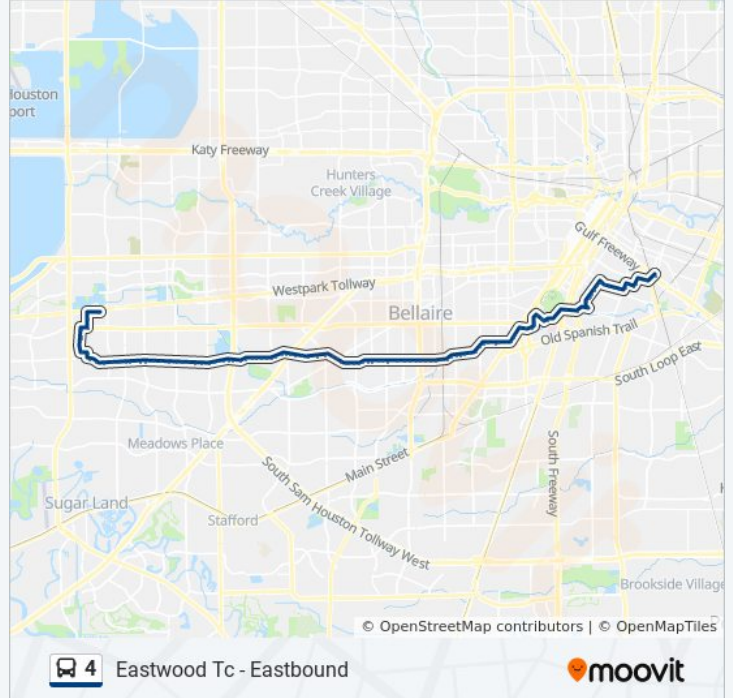 Houston
port
Katy Freeway
Hunters
Creek Village
Gulf Freeway
Westpark Tollway
Bellaire
Old Spanish Trail
South Loop East
Meadows Place
Main Street
South Freeway
South Sam Houston Tollway West
Sugar Land
Stafford
Brookside Village
© OpenStreetMap contributors | © OpenMapTiles
4 Eastwood Tc - Eastbound
moovit